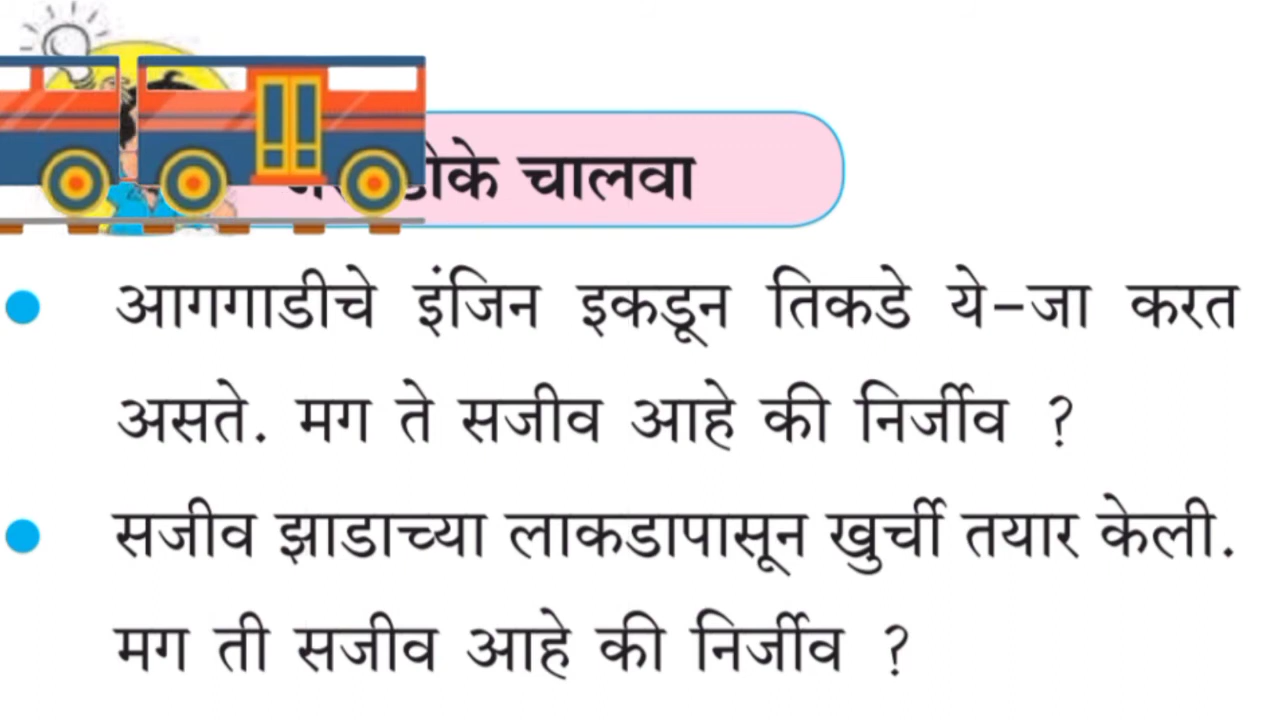 डोके चालवा
आगगाडीचे इंजिन इकडून तिकडे ये-जा करत
असते. मग ते सजीव आहे की निर्जीव ?
सजीव झाडाच्या लाकडापासून खुर्ची तयार केली.
मग ती सजीव आहे की निर्जीव ?